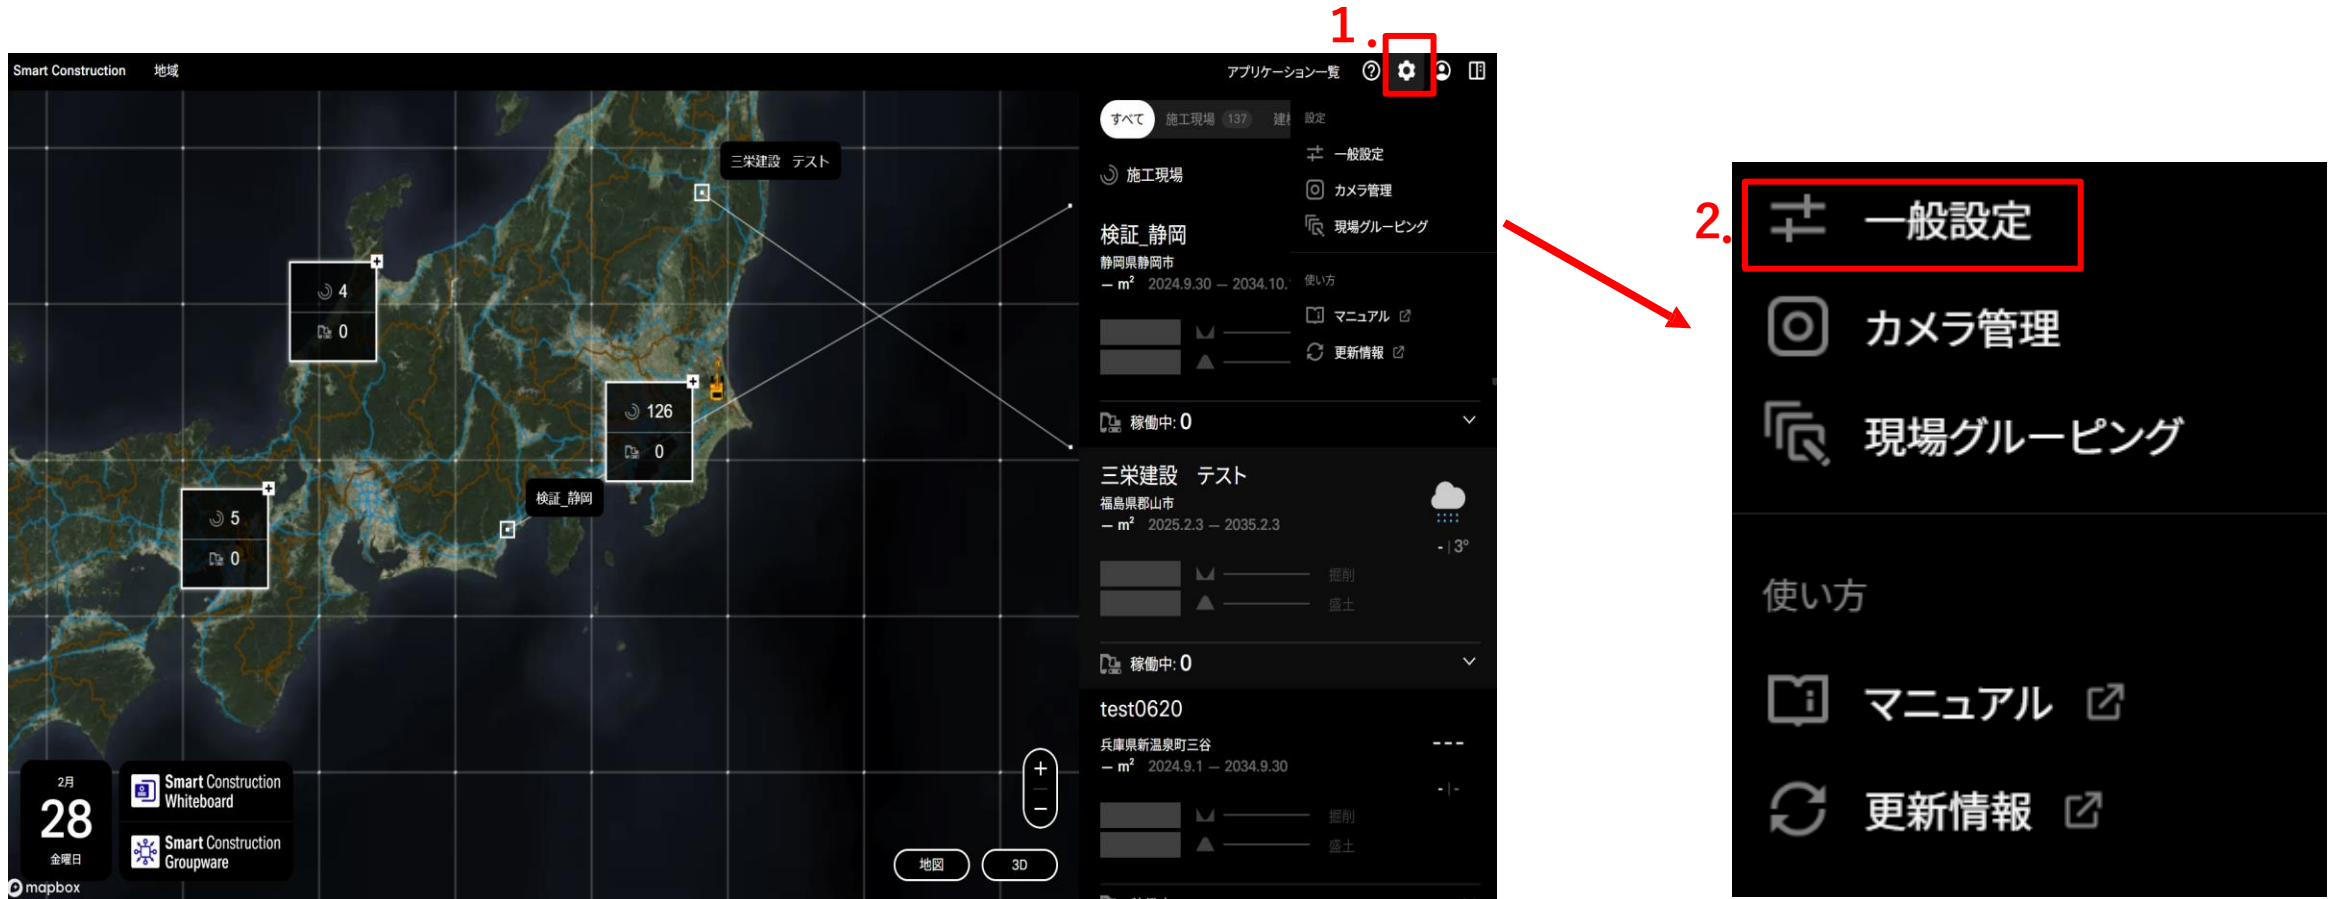 1.
Smart Construction 地域
アプリケーション一覧
三栄建設 テスト
4
0
126
0
検証_静岡
5
0
2月
28
金曜日
Smart Construction
Whiteboard
Smart Construction
Groupware
mapbox
+
−
地図 3D
すべて 施工現場 137
施工現場
検証_静岡
静岡県静岡市
— m² 2024.9.30 — 2034.10.
稼働中: 0
三栄建設 テスト
福島県郡山市
— m² 2025.2.3 — 2035.2.3
- | 3°
掘削
盛土
稼働中: 0
test0620
兵庫県新温泉町三谷
---
— m² 2024.9.1 — 2034.9.30
- | -
掘削
盛土
設定
一般設定
カメラ管理
現場グルーピング
使い方
マニュアル
更新情報
2.
一般設定
カメラ管理
現場グルーピング
使い方
マニュアル
更新情報